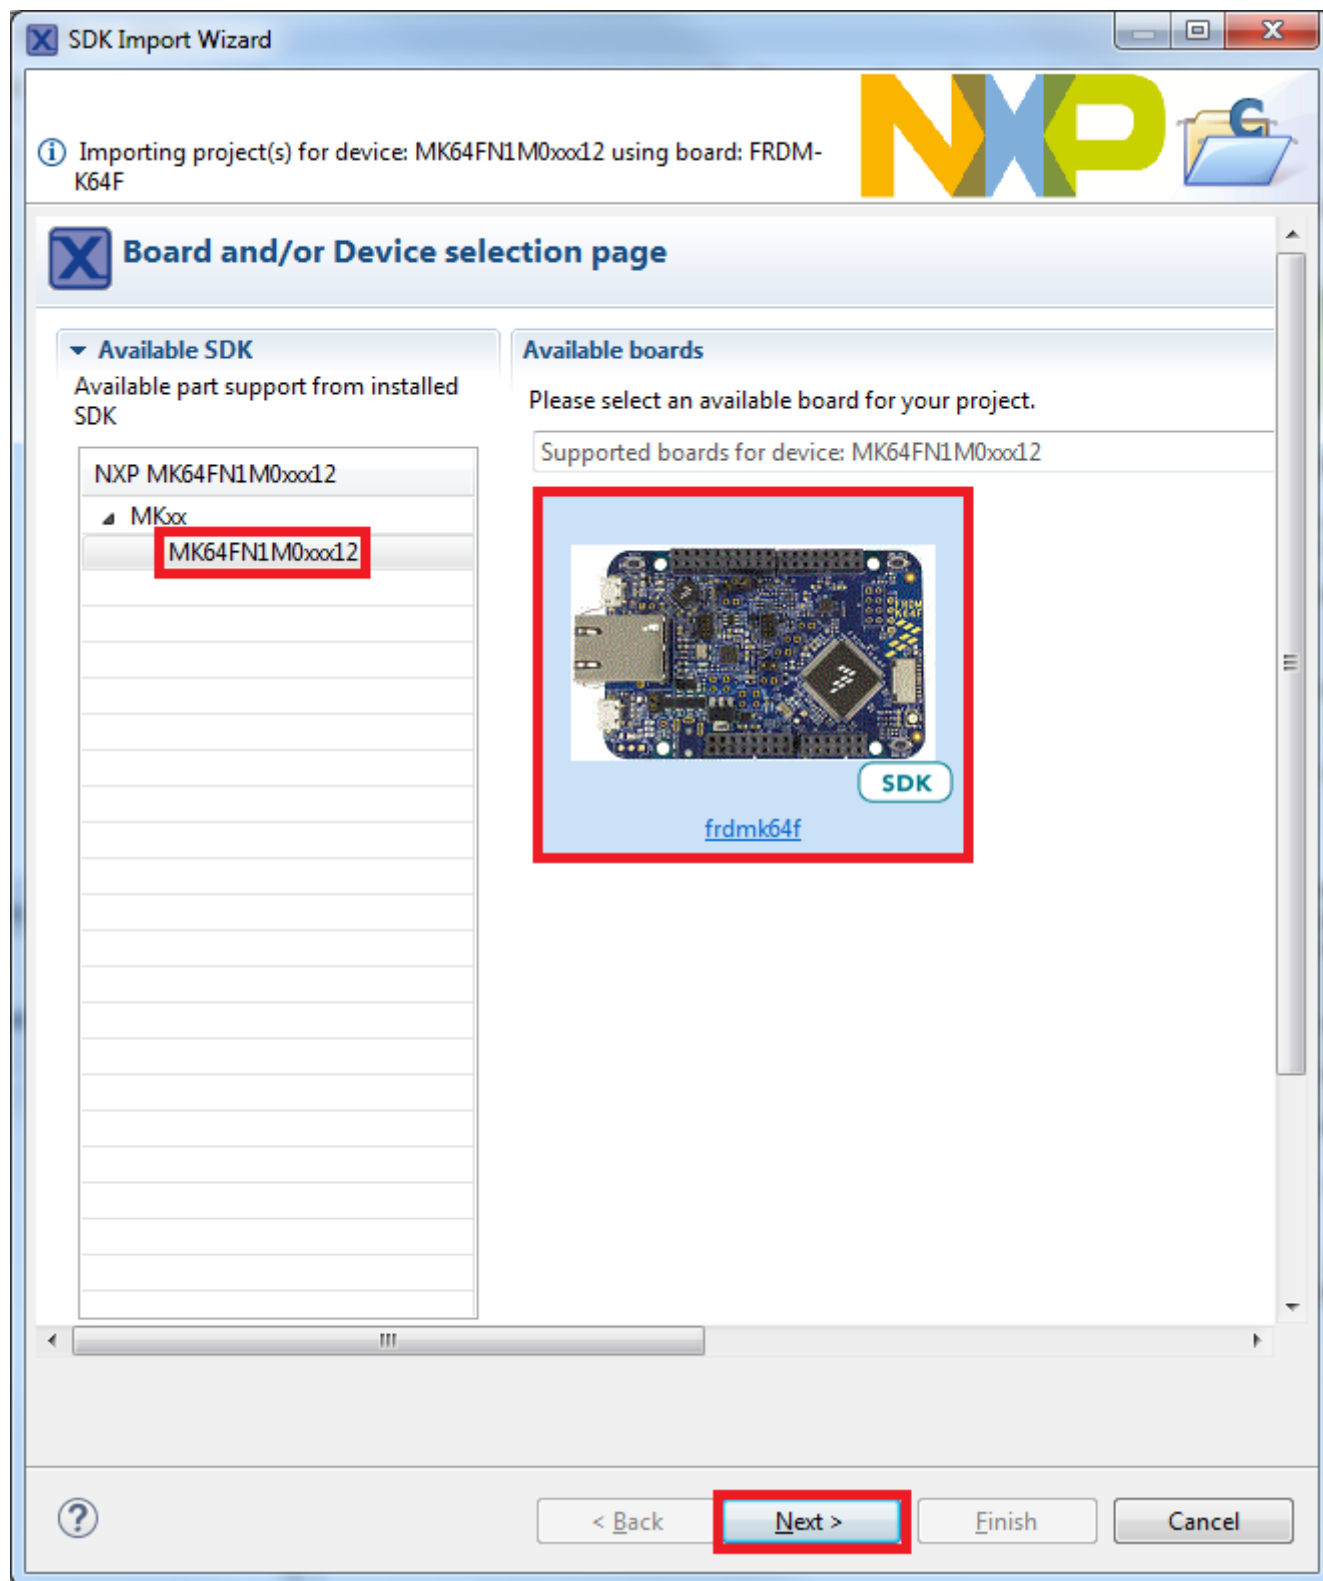 SDK Import Wizard
NXP
Importing project(s) for device: MK64FN1M0xxx12 using board: FRDM-
K64F
Board and/or Device selection page
Available SDK
Available part support from installed
SDK
NXP MK64FN1M0xxx12
MKxx
MK64FN1M0xxx12
Available boards
Please select an available board for your project.
Supported boards for device: MK64FN1M0xxx12
FRDM
K64F
SDK
frdmk64f
< Back
Next >
Finish
Cancel